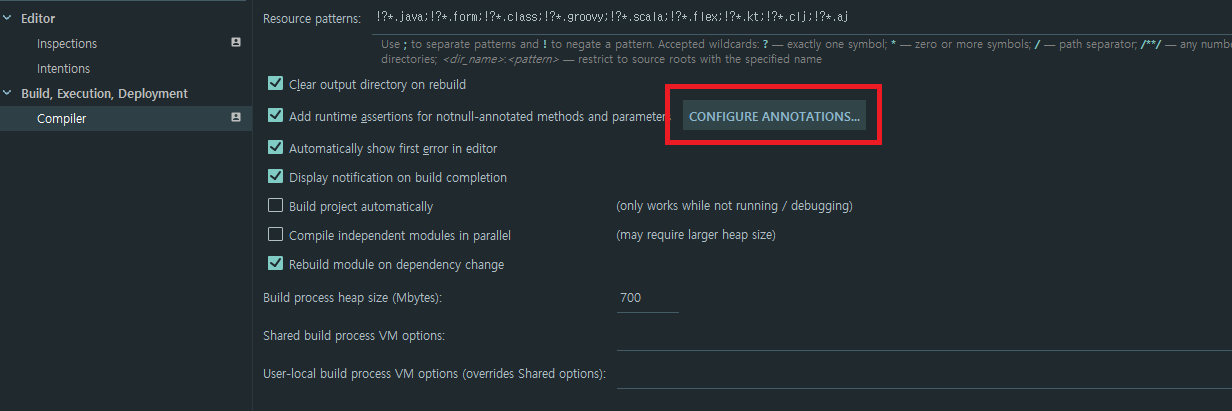 Editor
Inspections
Intentions
Build, Execution, Deployment
Compiler
Resource patterns: !?*.java;!?*.form;!?*.class;!?*.groovy;!?*.scala;!?*.flex;!?*.kt;!?*.clj;!?*.aj
Use ; to separate patterns and ! to negate a pattern. Accepted wildcards: ? — exactly one symbol; * — zero or more symbols; / — path separator; /**/ — any number
directories; <dir_name>:<pattern> — restrict to source roots with the specified name
Clear output directory on rebuild
Add runtime assertions for notnull-annotated methods and parameters CONFIGURE ANNOTATIONS...
Automatically show first error in editor
Display notification on build completion
Build project automatically (only works while not running / debugging)
Compile independent modules in parallel (may require larger heap size)
Rebuild module on dependency change
Build process heap size (Mbytes): 700
Shared build process VM options:
User-local build process VM options (overrides Shared options):